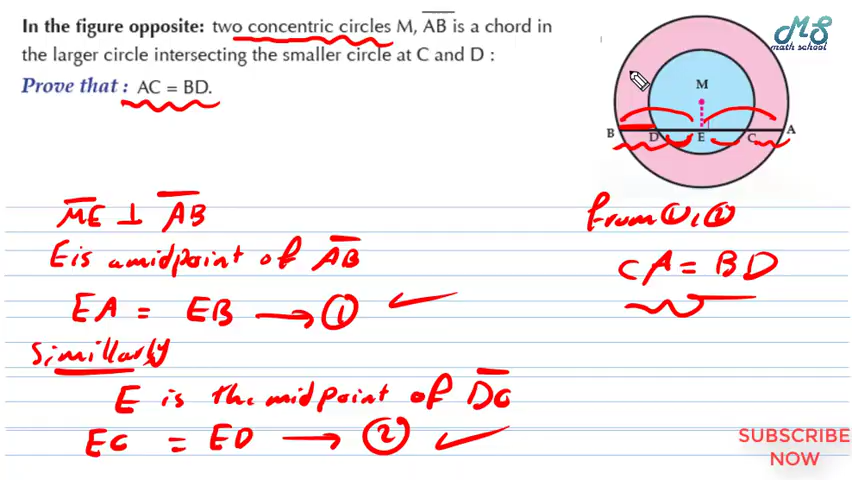 In the figure opposite: two concentric circles M, AB is a chord in
the larger circle intersecting the smaller circle at C and D :
Prove that : AC = BD.
MS
math school
M
B D E C A
ME ⊥ AB
E is a midpoint of AB
EA = EB → ①
Simillarly
E is the midpoint of DC
EC = ED → ②
from ①, ②
CA = BD
SUBSCRIBE
NOW